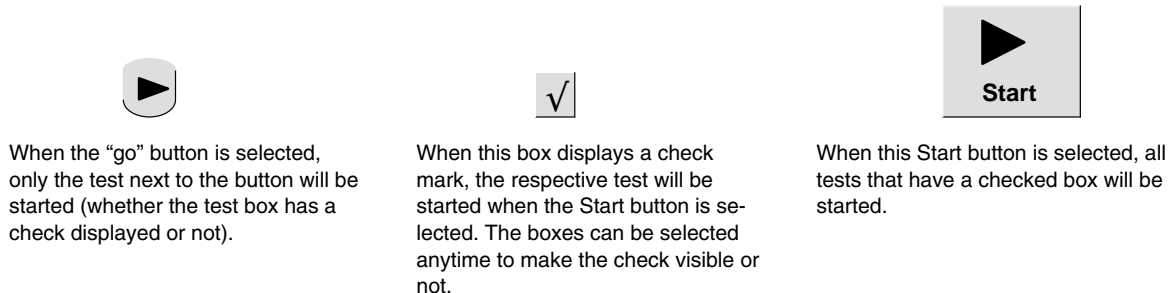 √
Start
When the “go” button is selected,
only the test next to the button will be
started (whether the test box has a
check displayed or not).
When this box displays a check
mark, the respective test will be
started when the Start button is se-
lected. The boxes can be selected
anytime to make the check visible or
not.
When this Start button is selected, all
tests that have a checked box will be
started.